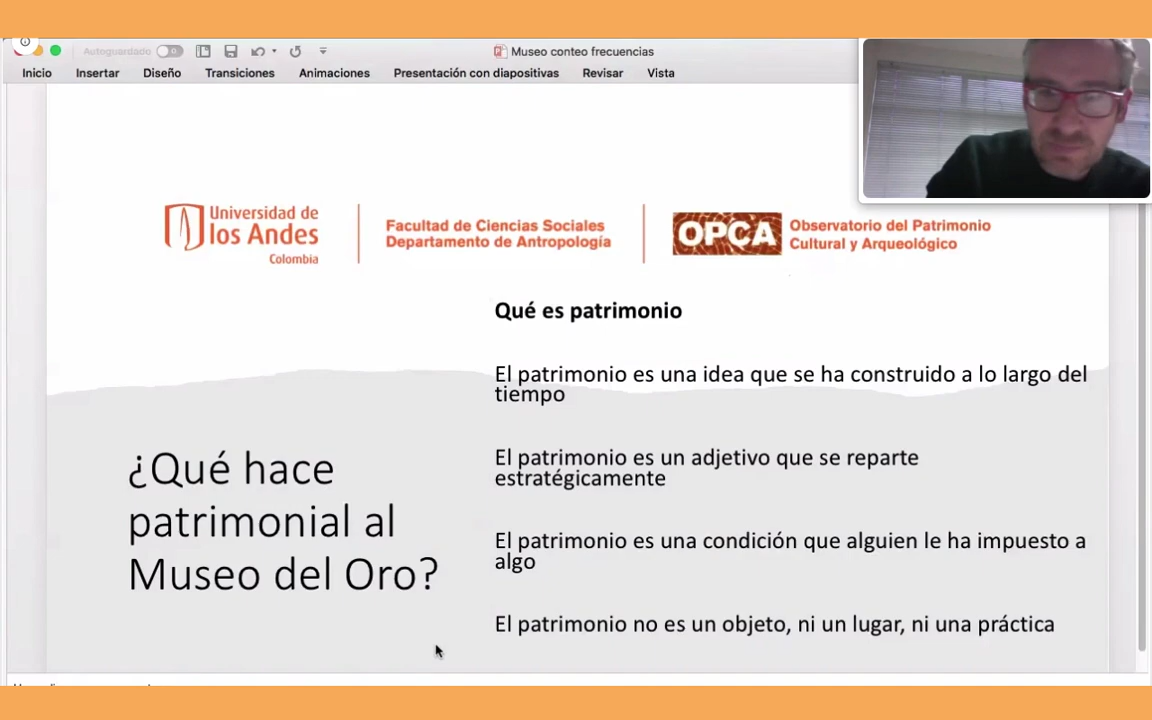 Autoguardado
Museo conteo frecuencias
Inicio Insertar Diseño Transiciones Animaciones Presentación con diapositivas Revisar Vista
Universidad de
los Andes
Colombia
Facultad de Ciencias Sociales
Departamento de Antropología
OPCA
Observatorio del Patrimonio
Cultural y Arqueológico
¿Qué hace
patrimonial al
Museo del Oro?
Qué es patrimonio
El patrimonio es una idea que se ha construido a lo largo del
tiempo
El patrimonio es un adjetivo que se reparte
estratégicamente
El patrimonio es una condición que alguien le ha impuesto a
algo
El patrimonio no es un objeto, ni un lugar, ni una práctica